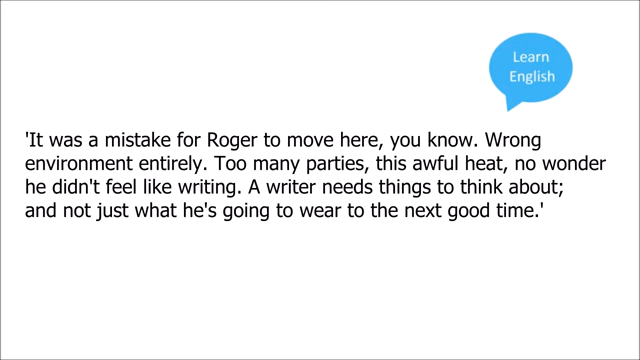 Learn
English
'It was a mistake for Roger to move here, you know. Wrong
environment entirely. Too many parties, this awful heat, no wonder
he didn't feel like writing. A writer needs things to think about;
and not just what he's going to wear to the next good time.'